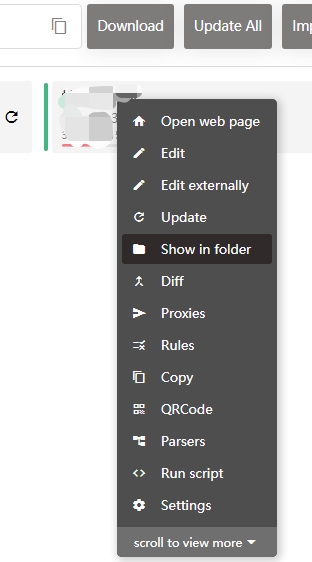 Download
Update All
Open web page
Edit
Edit externally
Update
Show in folder
Diff
Proxies
Rules
Copy
QRCode
Parsers
Run script
Settings
scroll to view more